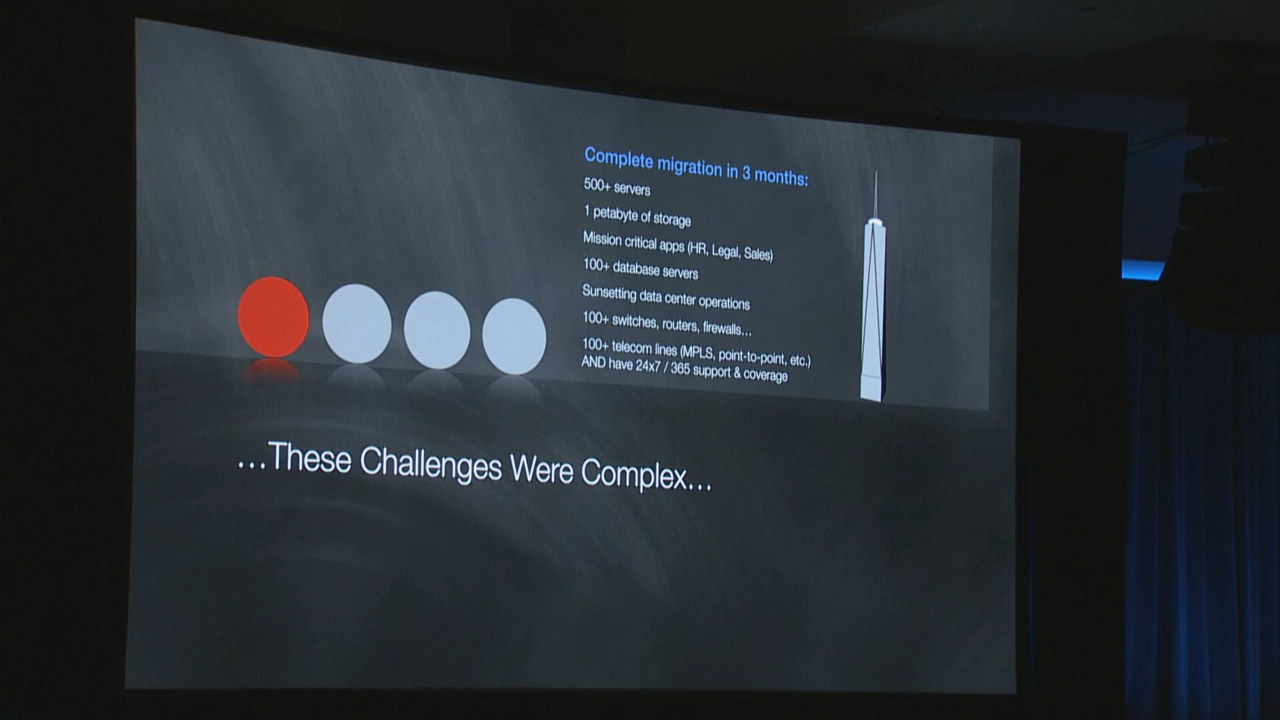 Complete migration in 3 months:
500+ servers
1 petabyte of storage
Mission critical apps (HR, Legal, Sales)
100+ database servers
Sunsetting data center operations
100+ switches, routers, firewalls...
100+ telecom lines (MPLS, point-to-point, etc.)
AND have 24x7 / 365 support & coverage
...These Challenges Were Complex...